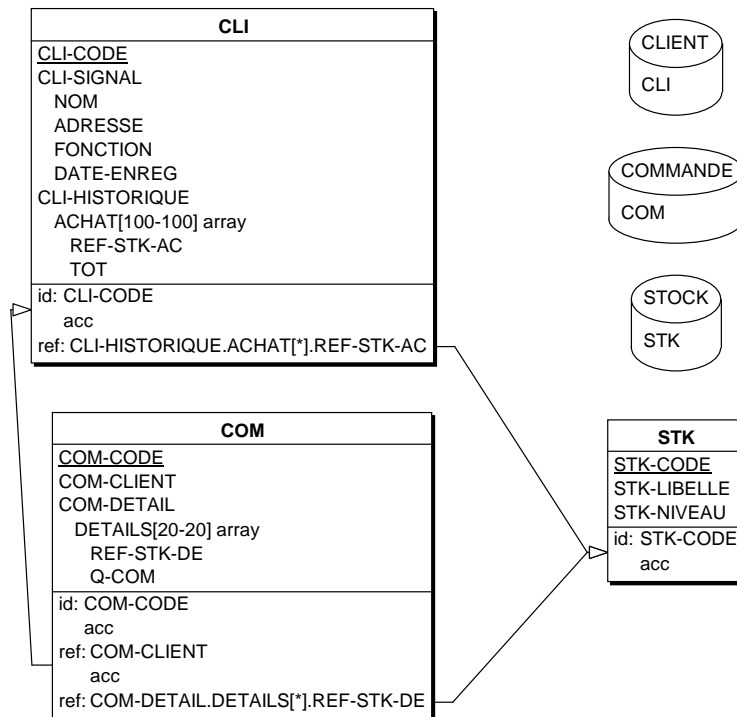 CLI
CLI-CODE
CLI-SIGNAL
NOM
ADRESSE
FONCTION
DATE-ENREG
CLI-HISTORIQUE
ACHAT[100-100] array
REF-STK-AC
TOT
id: CLI-CODE
acc
ref: CLI-HISTORIQUE.ACHAT[*].REF-STK-AC
CLIENT
CLI
COMMANDE
COM
STOCK
STK
COM
COM-CODE
COM-CLIENT
COM-DETAIL
DETAILS[20-20] array
REF-STK-DE
Q-COM
id: COM-CODE
acc
ref: COM-CLIENT
acc
ref: COM-DETAIL.DETAILS[*].REF-STK-DE
STK
STK-CODE
STK-LIBELLE
STK-NIVEAU
id: STK-CODE
acc